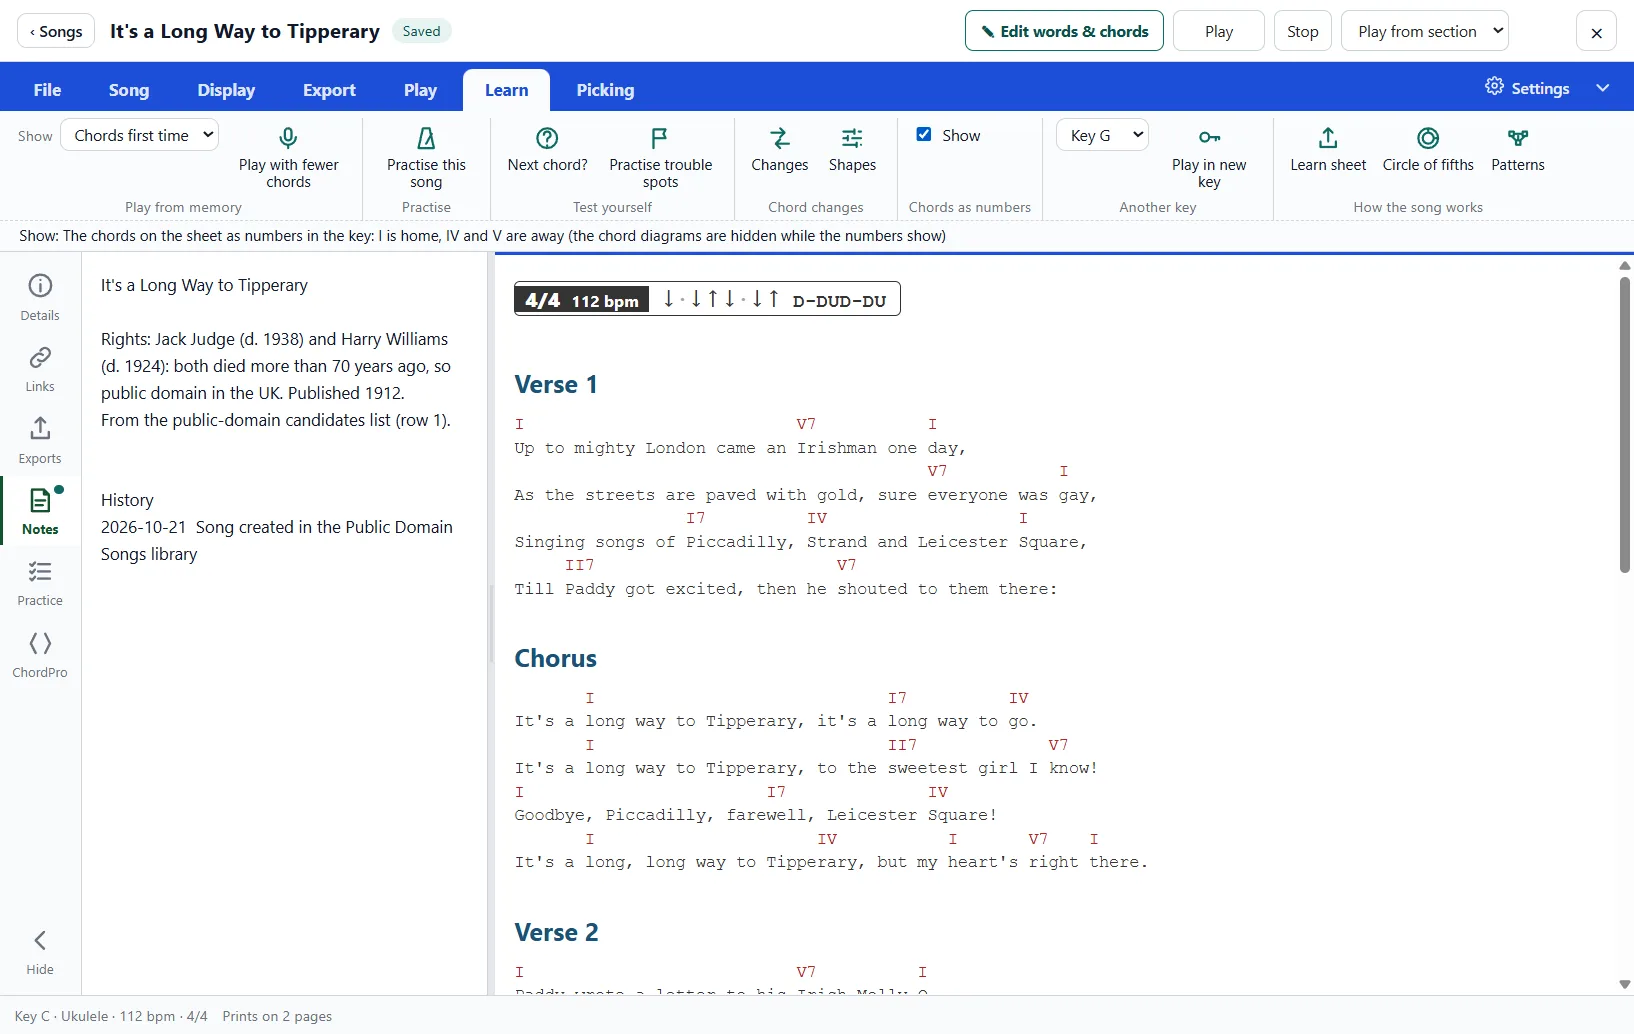 ‹ Songs It's a Long Way to Tipperary Saved Edit words & chords Play Stop Play from section ×
File Song Display Export Play Learn Picking Settings
Show Chords first time Play with fewer chords Practise this song Next chord? Practise trouble spots Changes Shapes Show Key G Play in new key Learn sheet Circle of fifths Patterns
Play from memory Practise Test yourself Chord changes Chords as numbers Another key How the song works
Show: The chords on the sheet as numbers in the key: I is home, IV and V are away (the chord diagrams are hidden while the numbers show)
Details
Links
Exports
Notes
Practice
ChordPro
Hide
It's a Long Way to Tipperary
Rights: Jack Judge (d. 1938) and Harry Williams
(d. 1924): both died more than 70 years ago, so
public domain in the UK. Published 1912.
From the public-domain candidates list (row 1).
History
2026-10-21 Song created in the Public Domain
Songs library
4/4 112 bpm ↓·↓↑↓·↓↑ D-DUD-DU
Verse 1
I V7 I
Up to mighty London came an Irishman one day,
V7 I
As the streets are paved with gold, sure everyone was gay,
I7 IV I
Singing songs of Piccadilly, Strand and Leicester Square,
II7 V7
Till Paddy got excited, then he shouted to them there:
Chorus
I I7 IV
It's a long way to Tipperary, it's a long way to go.
I II7 V7
It's a long way to Tipperary, to the sweetest girl I know!
I I7 IV
Goodbye, Piccadilly, farewell, Leicester Square!
I IV I V7 I
It's a long, long way to Tipperary, but my heart's right there.
Verse 2
I V7 I
Paddy wrote a letter to his Irish Molly O
Key C · Ukulele · 112 bpm · 4/4 Prints on 2 pages